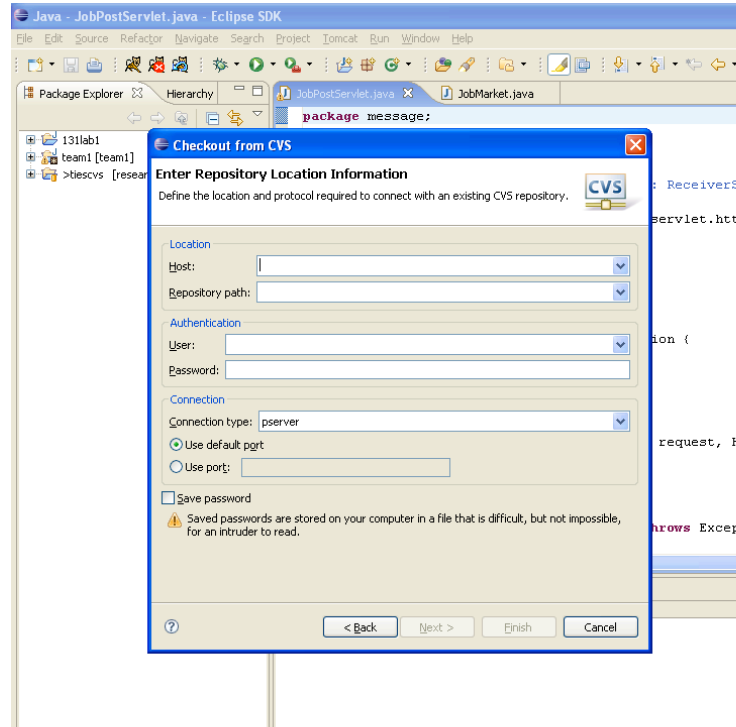 Java - JobPostServlet.java - Eclipse SDK
File Edit Source Refactor Navigate Search Project Tomcat Run Window Help
Package Explorer Hierarchy JobPostServlet.java JobMarket.java
package message;
131lab1
team1 [team1]
>tiescvs [resear
Checkout from CVS
Enter Repository Location Information
Define the location and protocol required to connect with an existing CVS repository.
CVS
: ReceiverS
servlet.htt
Location
Host:
Repository path:
Authentication
User:
ion {
Password:
Connection
Connection type: pserver
Use default port
request, H
Use port:
Save password
Saved passwords are stored on your computer in a file that is difficult, but not impossible,
for an intruder to read.
hrows Excep
< Back Next > Finish Cancel